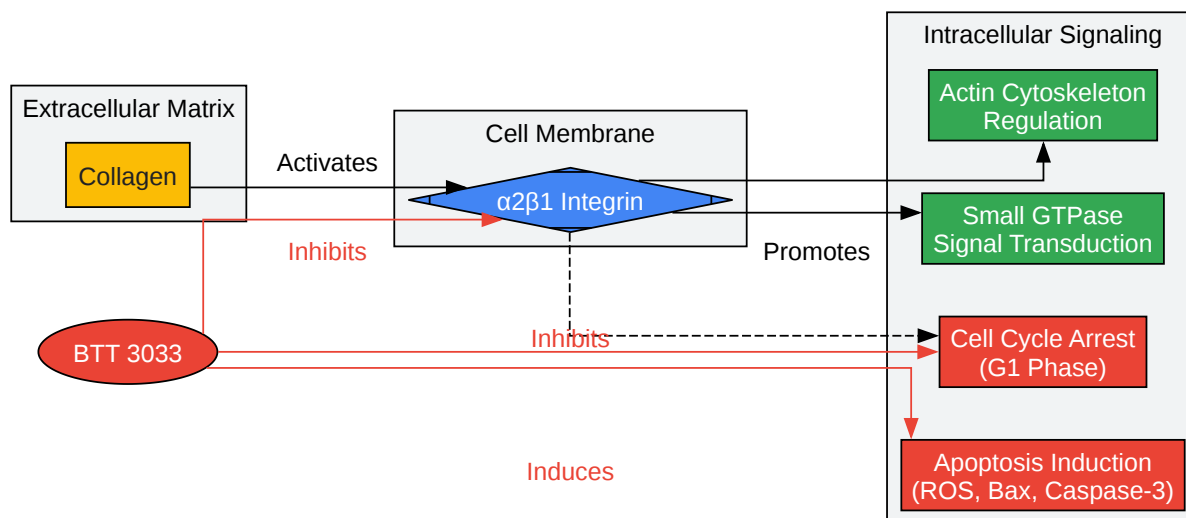 Intracellular Signaling
Actin Cytoskeleton
Regulation
Extracellular Matrix
Cell Membrane
Collagen
Activates
α2β1 Integrin
Small GTPase
Signal Transduction
Inhibits
Promotes
BTT 3033
Inhibits
Cell Cycle Arrest
(G1 Phase)
Induces
Apoptosis Induction
(ROS, Bax, Caspase-3)